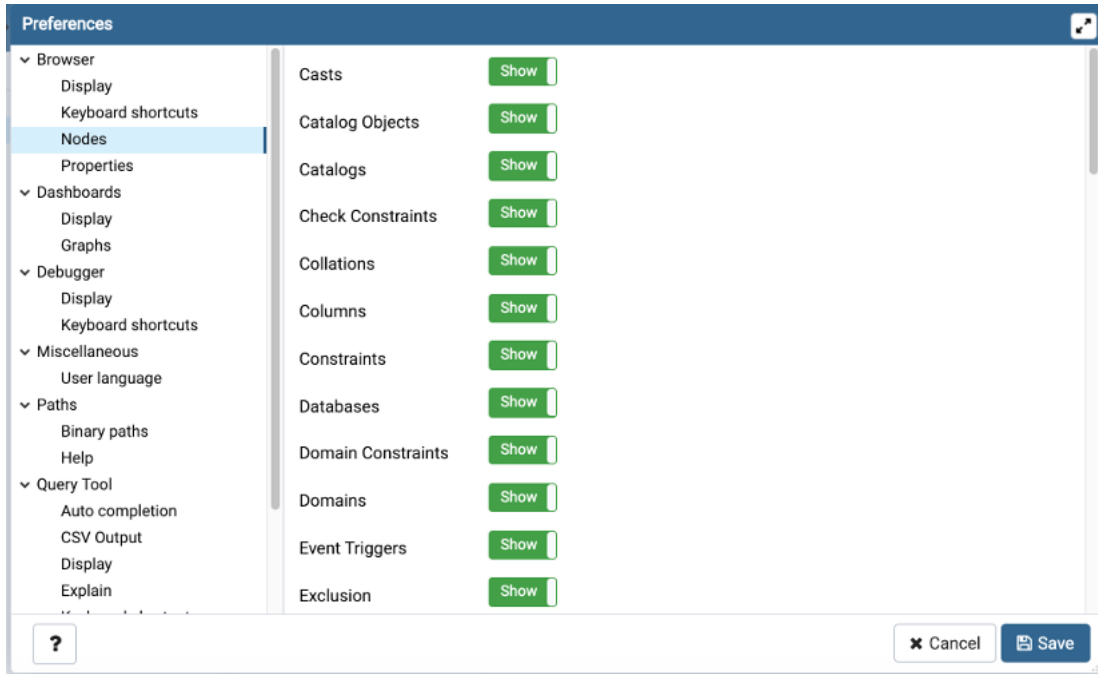 Preferences
Browser
Display
Keyboard shortcuts
Nodes
Properties
Dashboards
Display
Graphs
Debugger
Display
Keyboard shortcuts
Miscellaneous
User language
Paths
Binary paths
Help
Query Tool
Auto completion
CSV Output
Display
Explain
Casts Show
Catalog Objects Show
Catalogs Show
Check Constraints Show
Collations Show
Columns Show
Constraints Show
Databases Show
Domain Constraints Show
Domains Show
Event Triggers Show
Exclusion Show
?
Cancel
Save